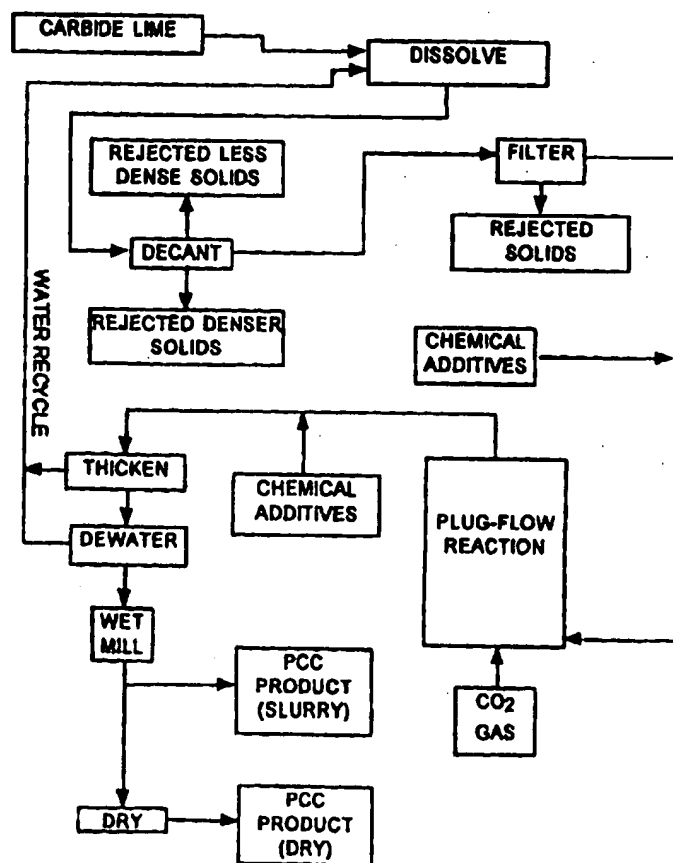 CARBIDE LIME
DISSOLVE
REJECTED LESS
DENSE SOLIDS
FILTER
DECANT
REJECTED
SOLIDS
REJECTED DENSER
SOLIDS
WATER RECYCLE
CHEMICAL
ADDITIVES
THICKEN
CHEMICAL
ADDITIVES
PLUG-FLOW
REACTION
DEWATER
WET
MILL
PCC
PRODUCT
(SLURRY)
CO2
GAS
DRY
PCC
PRODUCT
(DRY)